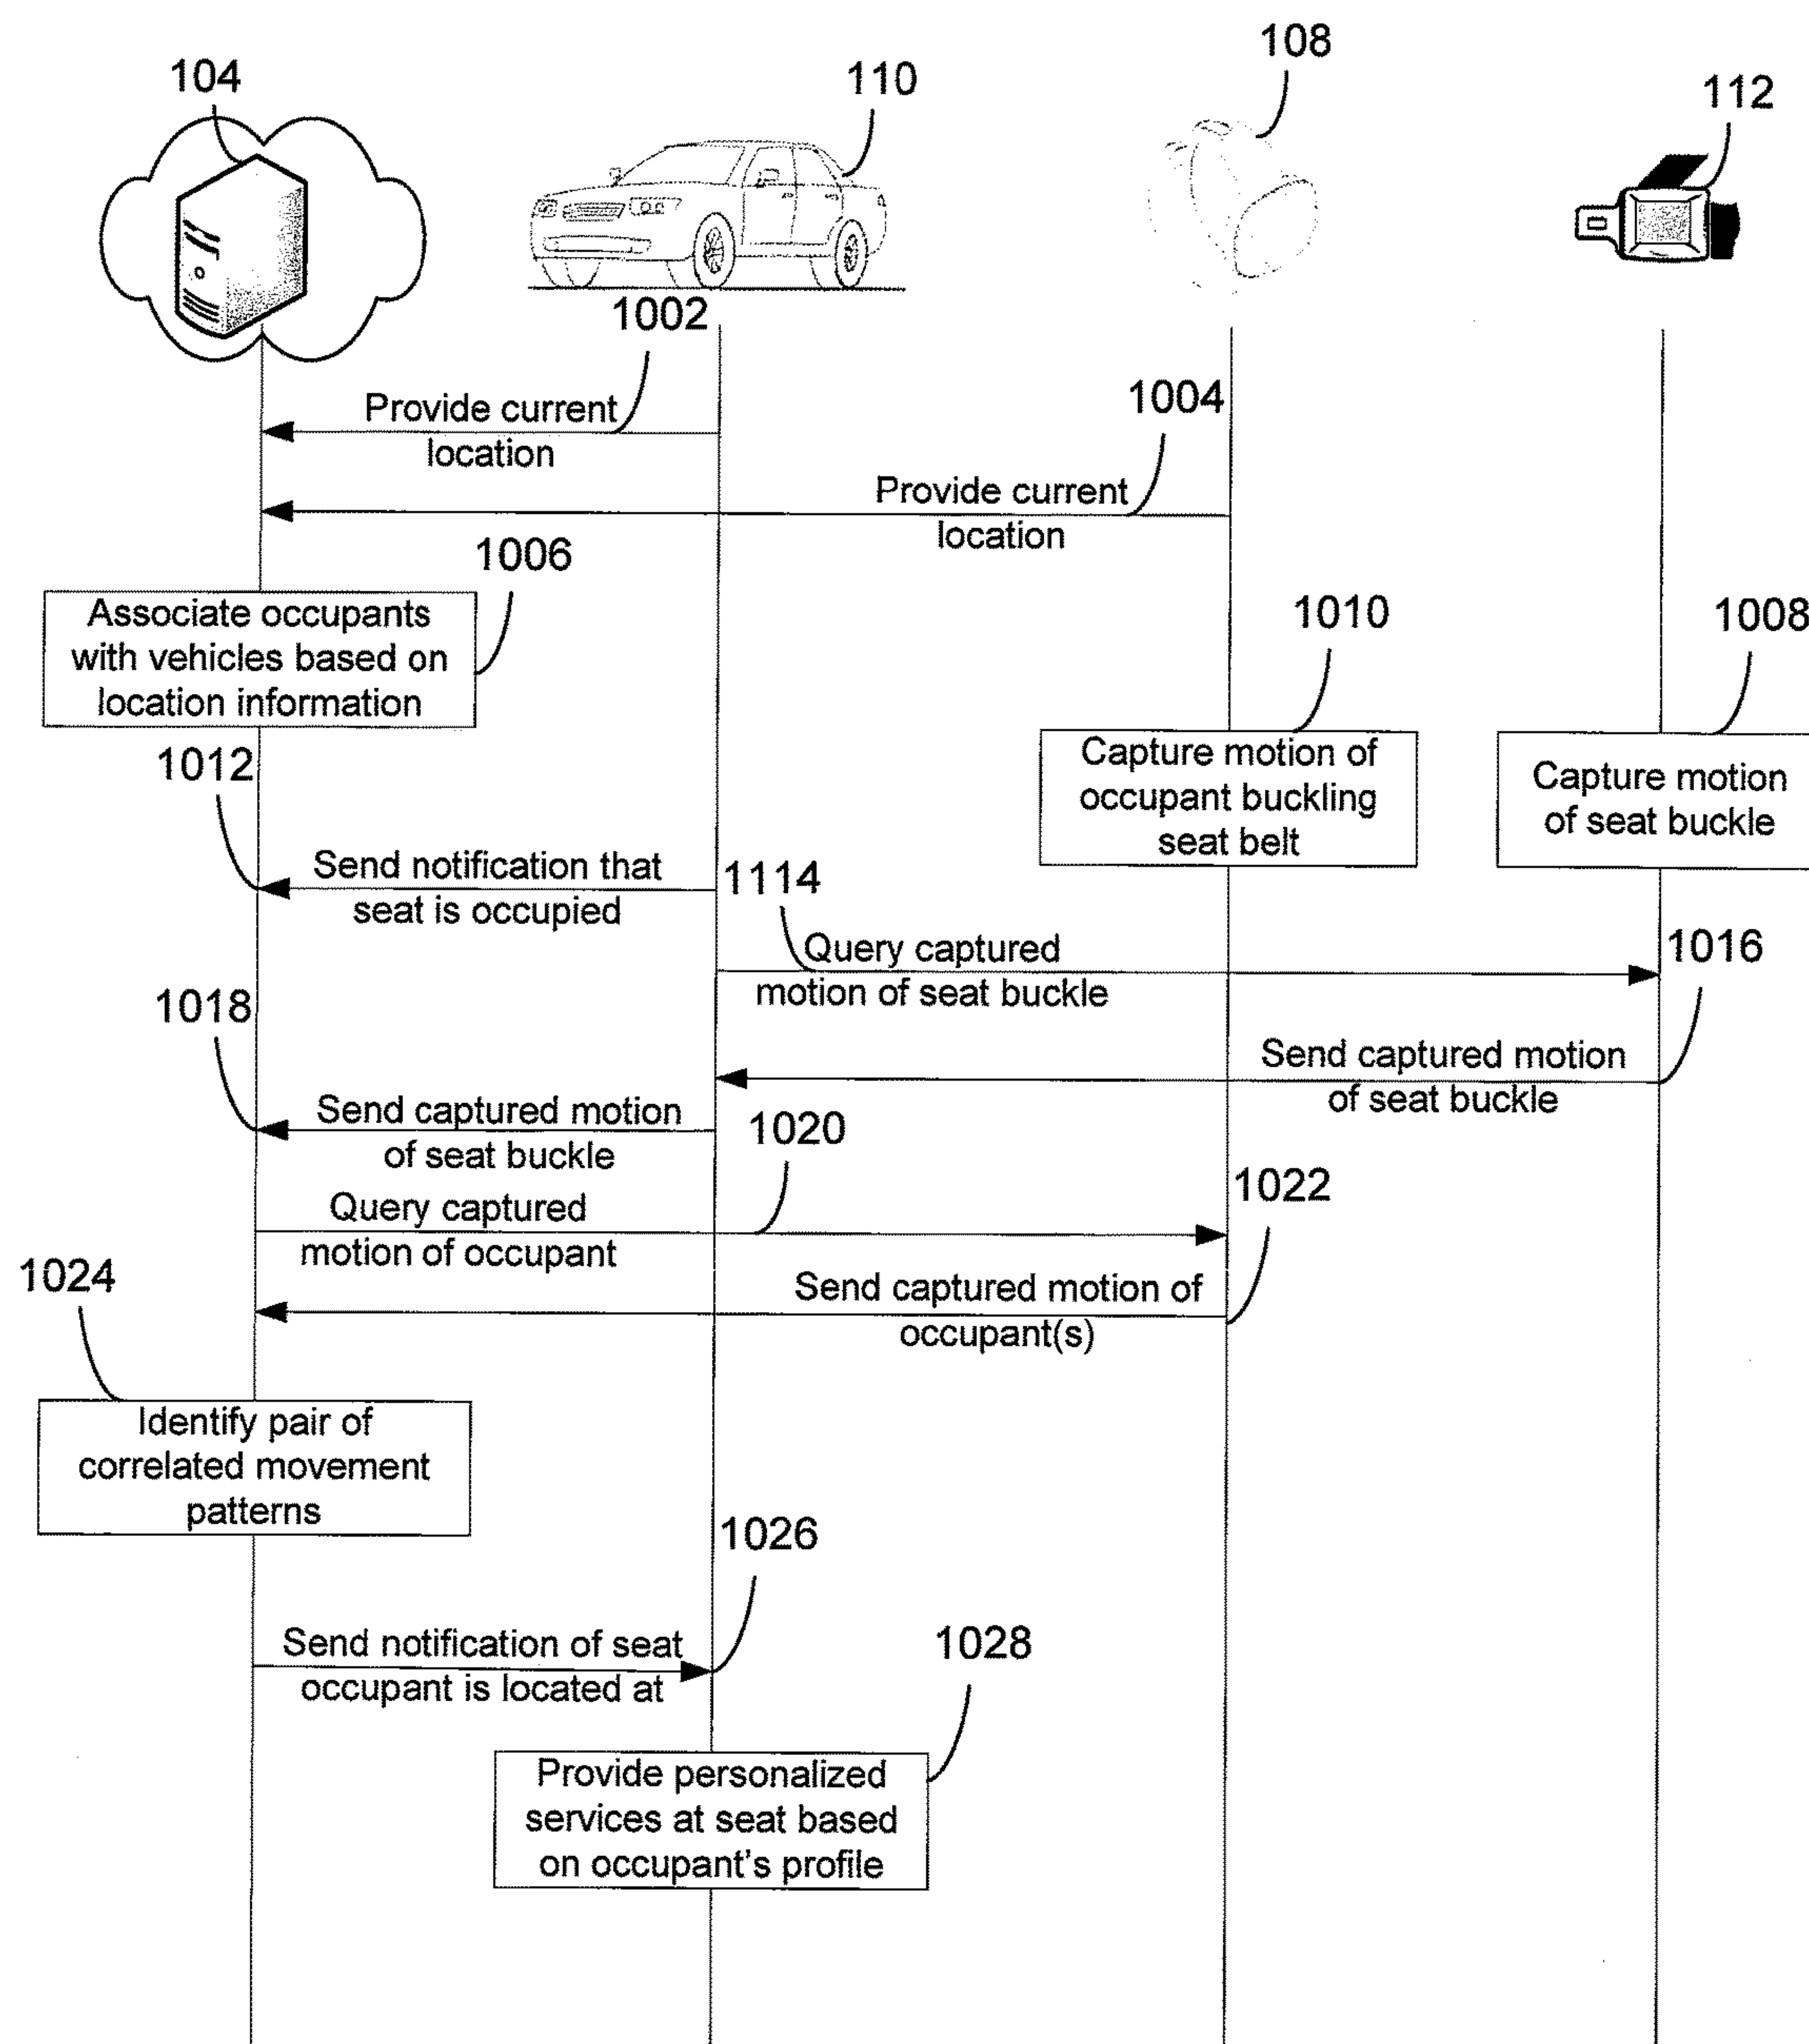 108
104
110
112
1002
1004
Provide current
location
Provide current
location
1006
Associate occupants
with vehicles based on
location information
1010
1008
1012
Capture motion of
occupant buckling
seat belt
Capture motion
of seat buckle
Send notification that
seat is occupied
1114
Query captured
motion of seat buckle
1016
1018
Send captured motion
of seat buckle
Send captured motion
of seat buckle
1020
Query captured
motion of occupant
1022
1024
Send captured motion of
occupant(s)
Identify pair of
correlated movement
patterns
1026
Send notification of seat
occupant is located at
1028
Provide personalized
services at seat based
on occupant's profile